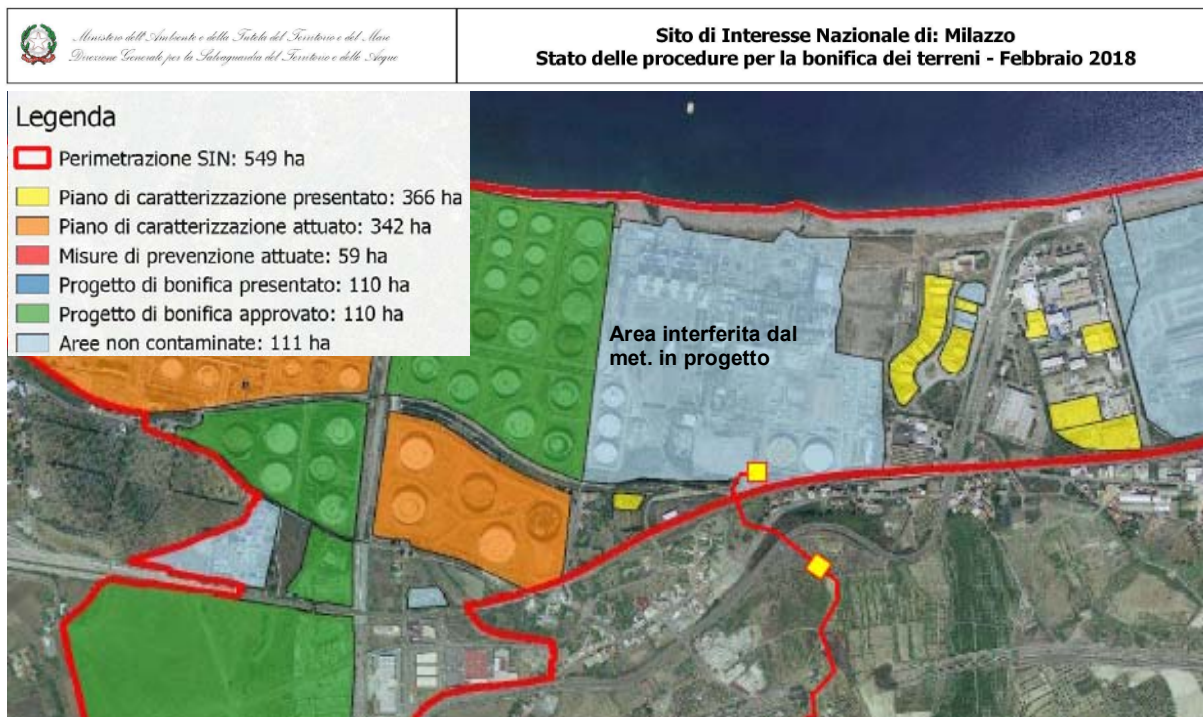 Ministero dell'Ambiente e della Tutela del Territorio e del Mare
Direzione Generale per la Salvaguardia del Territorio e delle Acque
Sito di Interesse Nazionale di: Milazzo
Stato delle procedure per la bonifica dei terreni - Febbraio 2018
Legenda
Perimetrazione SIN: 549 ha
Piano di caratterizzazione presentato: 366 ha
Piano di caratterizzazione attuato: 342 ha
Misure di prevenzione attuate: 59 ha
Progetto di bonifica presentato: 110 ha
Progetto di bonifica approvato: 110 ha
Aree non contaminate: 111 ha
Area interferita dal
met. in progetto